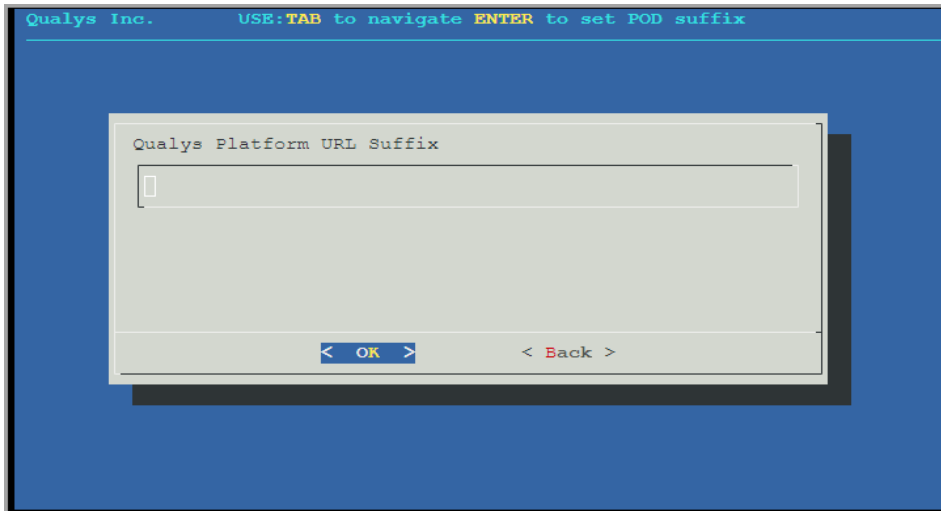 Qualys Inc. USE:TAB to navigate ENTER to set POD suffix
Qualys Platform URL Suffix
< OK > < Back >